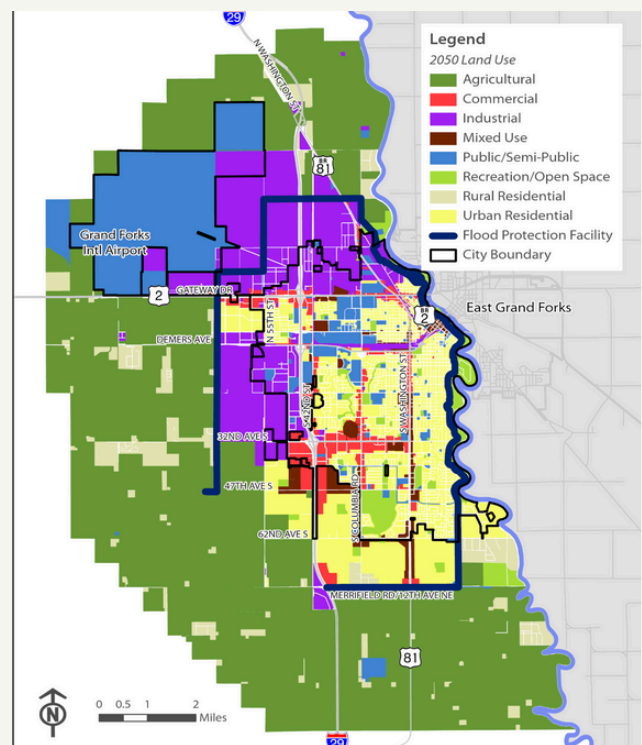 29
N WASHINGTON ST
Legend
2050 Land Use
Agricultural
Commercial
Industrial
Mixed Use
Public/Semi-Public
Recreation/Open Space
Rural Residential
Urban Residential
Flood Protection Facility
City Boundary
BR
81
Grand Forks
Intl Airport
GATEWAY DR
2
BR
2
East Grand Forks
N 55TH ST
DEMERS AVE
S 42ND ST
S WASHINGTON ST
32ND AVE S
47TH AVE S
S COLUMBIA RD
62ND AVE S
MERRIFIELD RD/12TH AVE NE
81
N
0 0.5 1 2
Miles
29